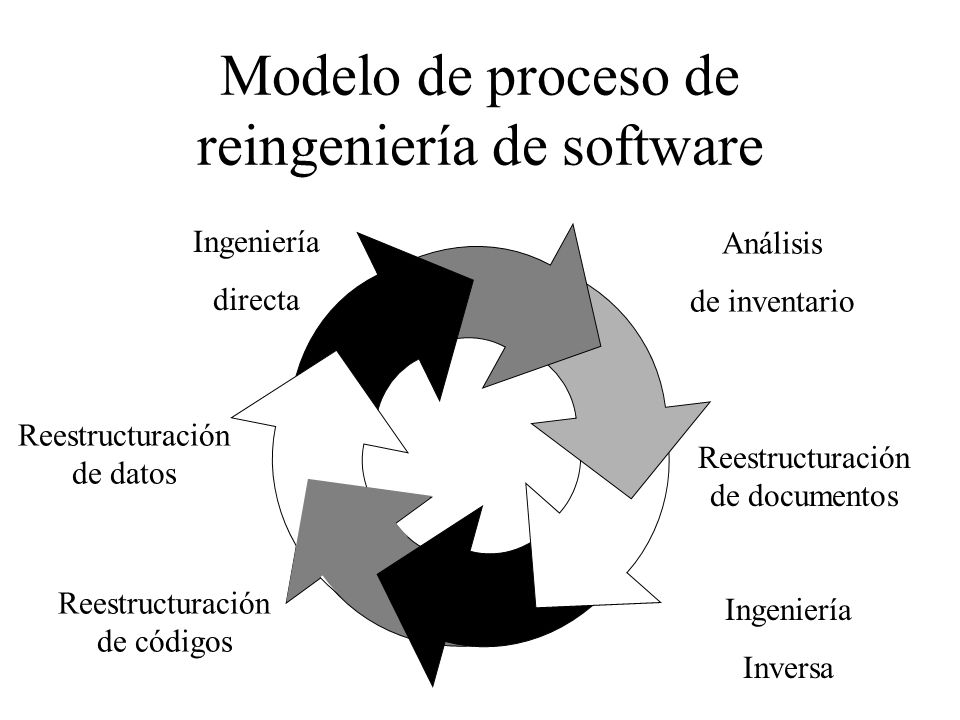 Modelo de proceso de
reingeniería de software
Ingeniería
directa
Análisis
de inventario
Reestructuración
de datos
Reestructuración
de documentos
Reestructuración
de códigos
Ingeniería
Inversa